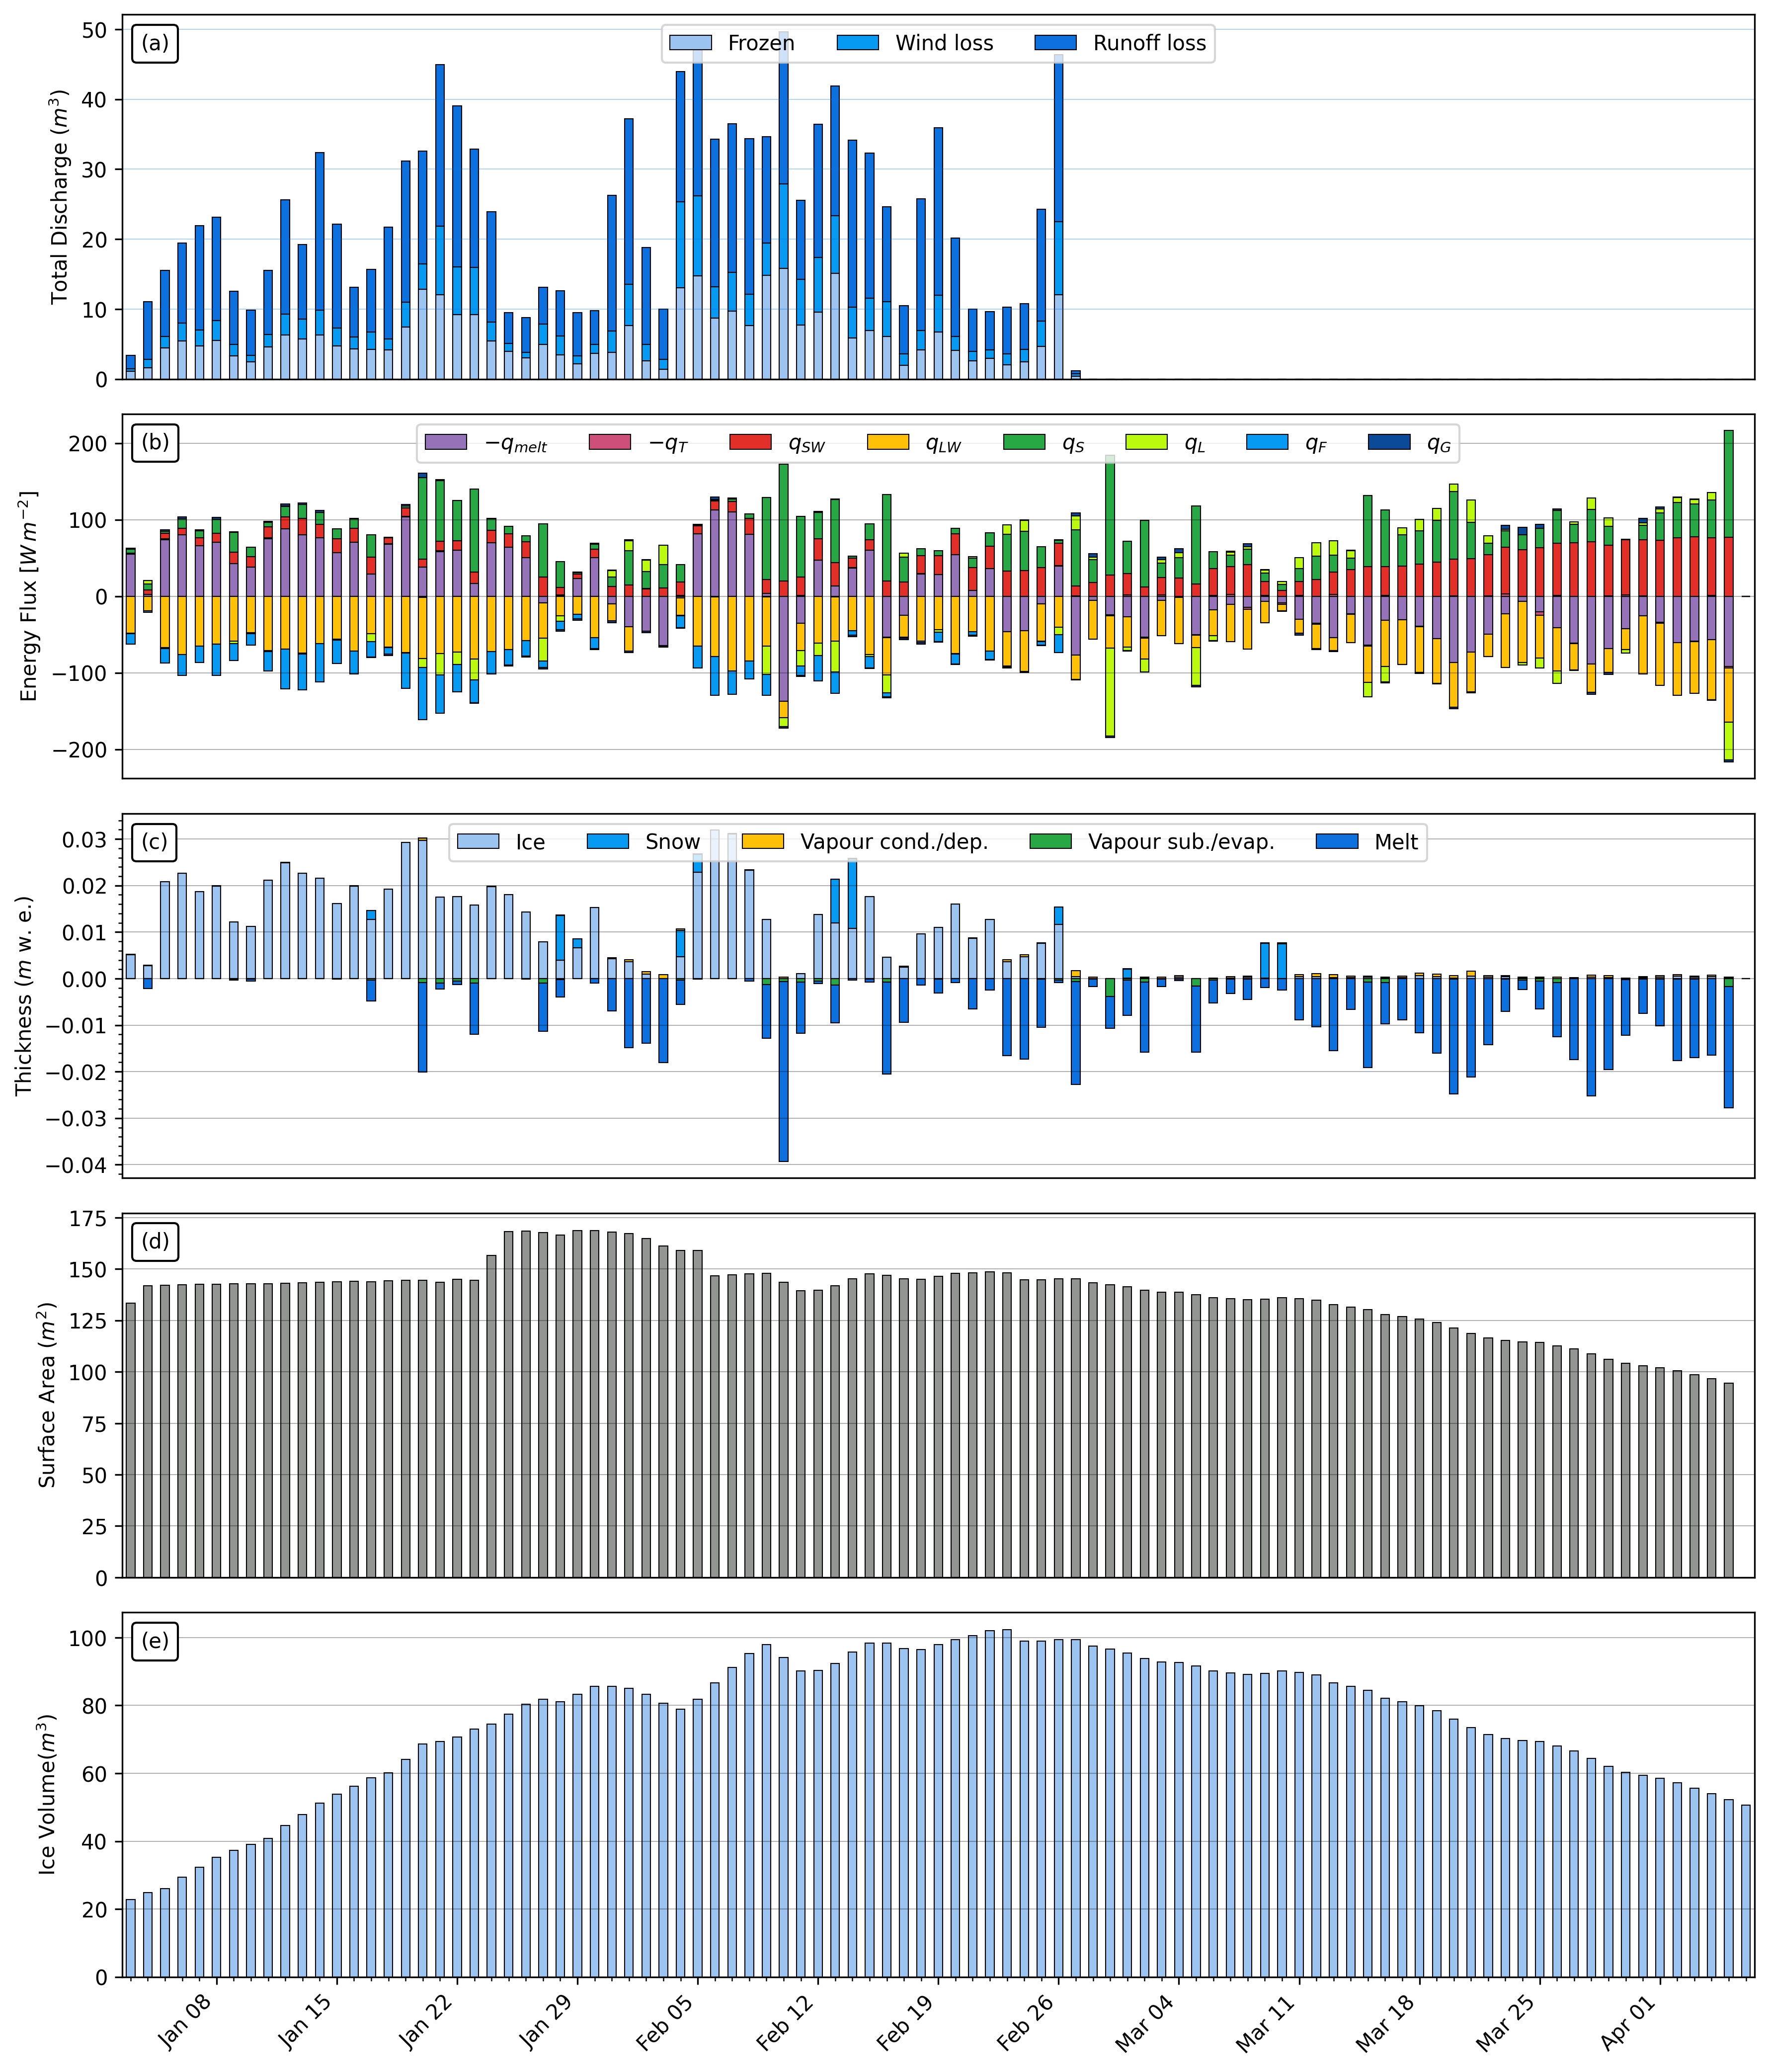 (a)
Frozen Wind loss Runoff loss
Total Discharge (m³)
50
40
30
20
10
0
(b)
−q_melt −q_T q_SW q_LW q_S q_L q_F q_G
Energy Flux [W m⁻²]
200
100
0
−100
−200
(c)
Ice Snow Vapour cond./dep. Vapour sub./evap. Melt
Thickness (m w. e.)
0.03
0.02
0.01
0.00
−0.01
−0.02
−0.03
−0.04
(d)
Surface Area (m²)
175
150
125
100
75
50
25
0
(e)
Ice Volume(m³)
100
80
60
40
20
0
Jan 08 Jan 15 Jan 22 Jan 29 Feb 05 Feb 12 Feb 19 Feb 26 Mar 04 Mar 11 Mar 18 Mar 25 Apr 01